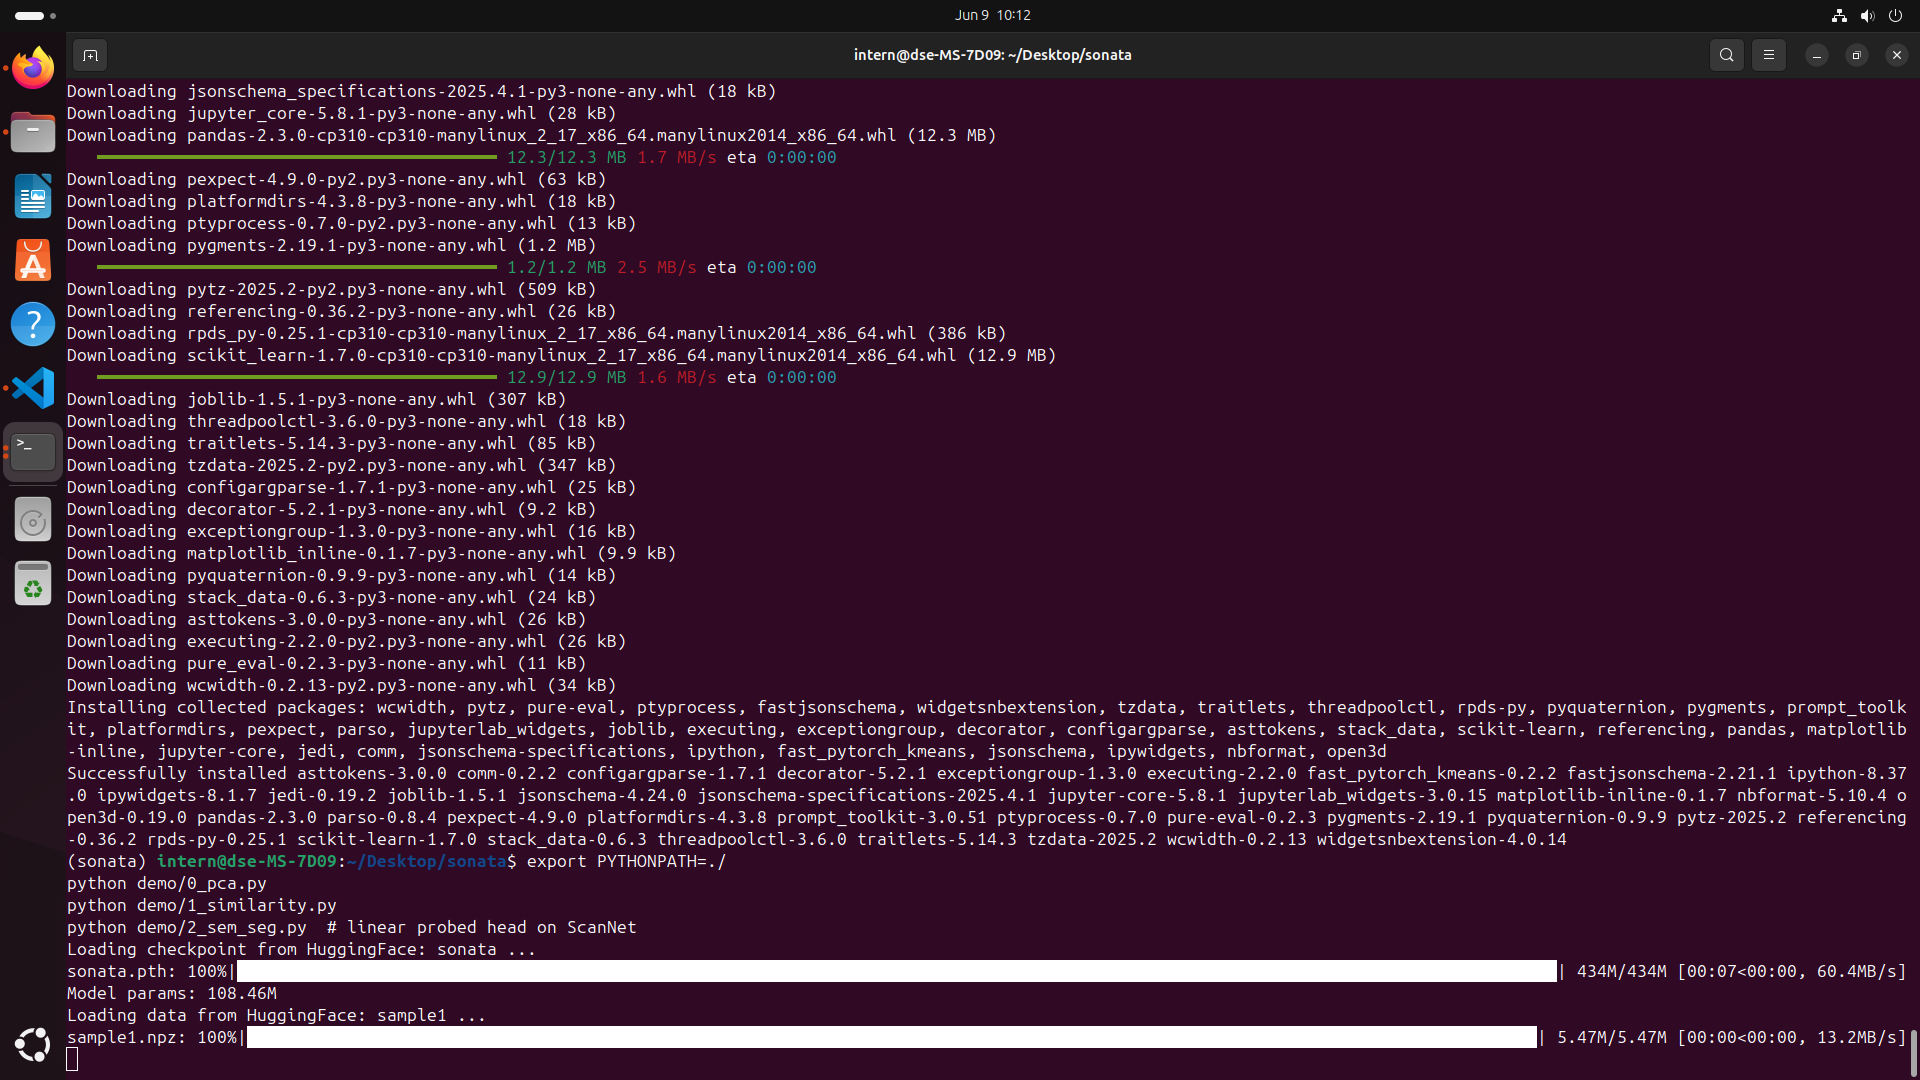 Jun 9 10:12
intern@dse-MS-7D09: ~/Desktop/sonata
Downloading jsonschema_specifications-2025.4.1-py3-none-any.whl (18 kB)
Downloading jupyter_core-5.8.1-py3-none-any.whl (28 kB)
Downloading pandas-2.3.0-cp310-cp310-manylinux_2_17_x86_64.manylinux2014_x86_64.whl (12.3 MB)
12.3/12.3 MB 1.7 MB/s eta 0:00:00
Downloading pexpect-4.9.0-py2.py3-none-any.whl (63 kB)
Downloading platformdirs-4.3.8-py3-none-any.whl (18 kB)
Downloading ptyprocess-0.7.0-py2.py3-none-any.whl (13 kB)
Downloading pygments-2.19.1-py3-none-any.whl (1.2 MB)
1.2/1.2 MB 2.5 MB/s eta 0:00:00
Downloading pytz-2025.2-py2.py3-none-any.whl (509 kB)
Downloading referencing-0.36.2-py3-none-any.whl (26 kB)
Downloading rpds_py-0.25.1-cp310-cp310-manylinux_2_17_x86_64.manylinux2014_x86_64.whl (386 kB)
Downloading scikit_learn-1.7.0-cp310-cp310-manylinux_2_17_x86_64.manylinux2014_x86_64.whl (12.9 MB)
12.9/12.9 MB 1.6 MB/s eta 0:00:00
Downloading joblib-1.5.1-py3-none-any.whl (307 kB)
Downloading threadpoolctl-3.6.0-py3-none-any.whl (18 kB)
Downloading traitlets-5.14.3-py3-none-any.whl (85 kB)
Downloading tzdata-2025.2-py2.py3-none-any.whl (347 kB)
Downloading configargparse-1.7.1-py3-none-any.whl (25 kB)
Downloading decorator-5.2.1-py3-none-any.whl (9.2 kB)
Downloading exceptiongroup-1.3.0-py3-none-any.whl (16 kB)
Downloading matplotlib_inline-0.1.7-py3-none-any.whl (9.9 kB)
Downloading pyquaternion-0.9.9-py3-none-any.whl (14 kB)
Downloading stack_data-0.6.3-py3-none-any.whl (24 kB)
Downloading asttokens-3.0.0-py3-none-any.whl (26 kB)
Downloading executing-2.2.0-py2.py3-none-any.whl (26 kB)
Downloading pure_eval-0.2.3-py3-none-any.whl (11 kB)
Downloading wcwidth-0.2.13-py2.py3-none-any.whl (34 kB)
Installing collected packages: wcwidth, pytz, pure-eval, ptyprocess, fastjsonschema, widgetsnbextension, tzdata, traitlets, threadpoolctl, rpds-py, pyquaternion, pygments, prompt_toolk
it, platformdirs, pexpect, parso, jupyterlab_widgets, joblib, executing, exceptiongroup, decorator, configargparse, asttokens, stack_data, scikit-learn, referencing, pandas, matplotlib
-inline, jupyter-core, jedi, comm, jsonschema-specifications, ipython, fast_pytorch_kmeans, jsonschema, ipywidgets, nbformat, open3d
Successfully installed asttokens-3.0.0 comm-0.2.2 configargparse-1.7.1 decorator-5.2.1 exceptiongroup-1.3.0 executing-2.2.0 fast_pytorch_kmeans-0.2.2 fastjsonschema-2.21.1 ipython-8.37
.0 ipywidgets-8.1.7 jedi-0.19.2 joblib-1.5.1 jsonschema-4.24.0 jsonschema-specifications-2025.4.1 jupyter-core-5.8.1 jupyterlab_widgets-3.0.15 matplotlib-inline-0.1.7 nbformat-5.10.4 o
pen3d-0.19.0 pandas-2.3.0 parso-0.8.4 pexpect-4.9.0 platformdirs-4.3.8 prompt_toolkit-3.0.51 ptyprocess-0.7.0 pure-eval-0.2.3 pygments-2.19.1 pyquaternion-0.9.9 pytz-2025.2 referencing
-0.36.2 rpds-py-0.25.1 scikit-learn-1.7.0 stack_data-0.6.3 threadpoolctl-3.6.0 traitlets-5.14.3 tzdata-2025.2 wcwidth-0.2.13 widgetsnbextension-4.0.14
(sonata) intern@dse-MS-7D09:~/Desktop/sonata$ export PYTHONPATH=./
python demo/0_pca.py
python demo/1_similarity.py
python demo/2_sem_seg.py  # linear probed head on ScanNet
Loading checkpoint from HuggingFace: sonata ...
sonata.pth: 100%| | 434M/434M [00:07<00:00, 60.4MB/s]
Model params: 108.46M
Loading data from HuggingFace: sample1 ...
sample1.npz: 100%| | 5.47M/5.47M [00:00<00:00, 13.2MB/s]